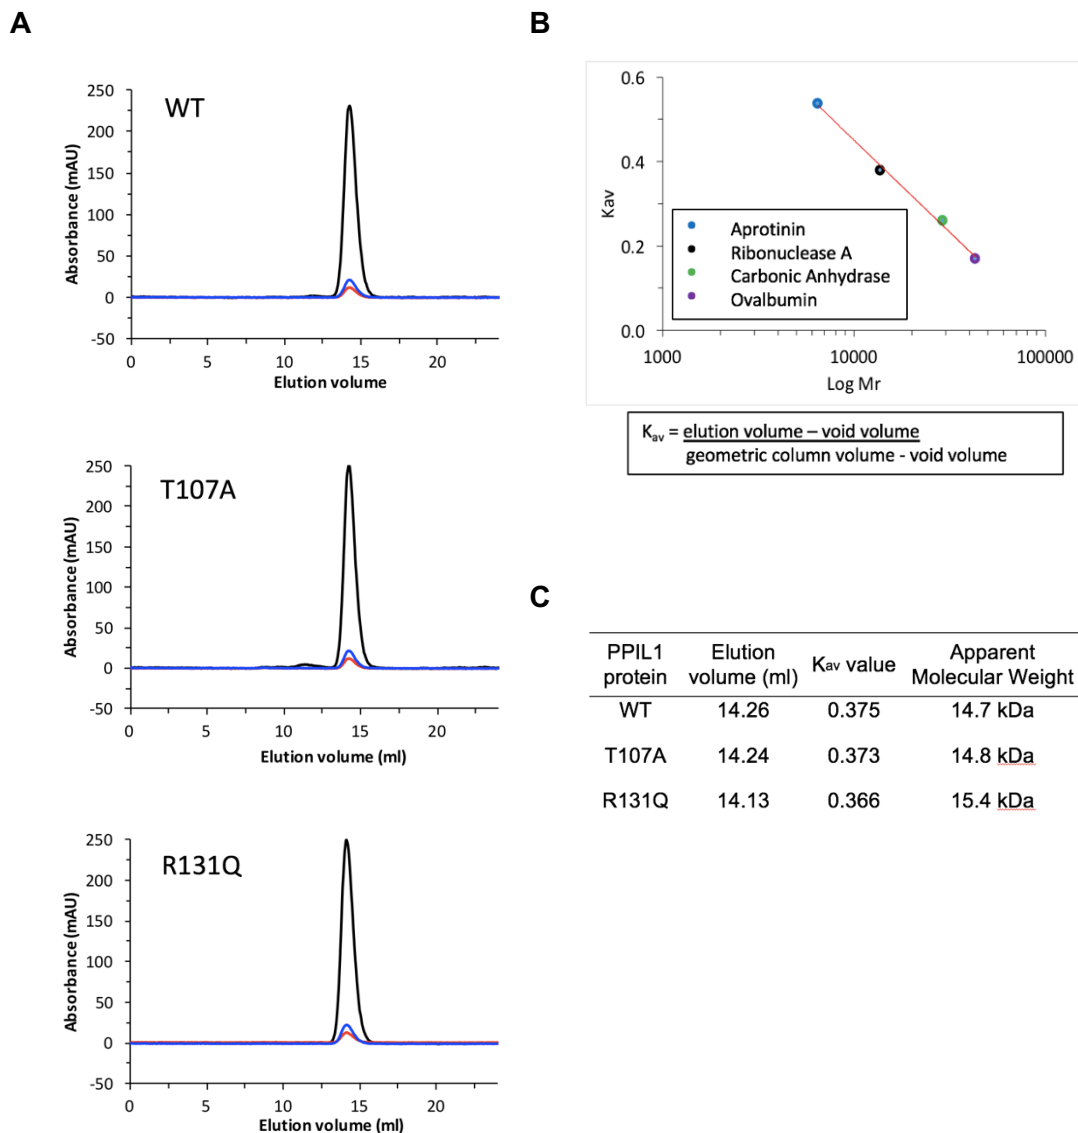 A
250
200
150
100
50
0
-50
Absorbance (mAU)
WT
0 5 10 15 20
Elution volume
250
200
150
100
50
0
-50
Absorbance (mAU)
T107A
0 5 10 15 20
Elution volume (ml)
250
200
150
100
50
0
-50
Absorbance (mAU)
R131Q
0 5 10 15 20
Elution volume (ml)
B
0.6
0.4
0.2
0.0
Kav
Aprotinin
Ribonuclease A
Carbonic Anhydrase
Ovalbumin
1000 10000 100000
Log Mr
Kav = elution volume – void volume
geometric column volume - void volume
C
PPIL1 protein Elution volume (ml) Kav value Apparent Molecular Weight
WT 14.26 0.375 14.7 kDa
T107A 14.24 0.373 14.8 kDa
R131Q 14.13 0.366 15.4 kDa